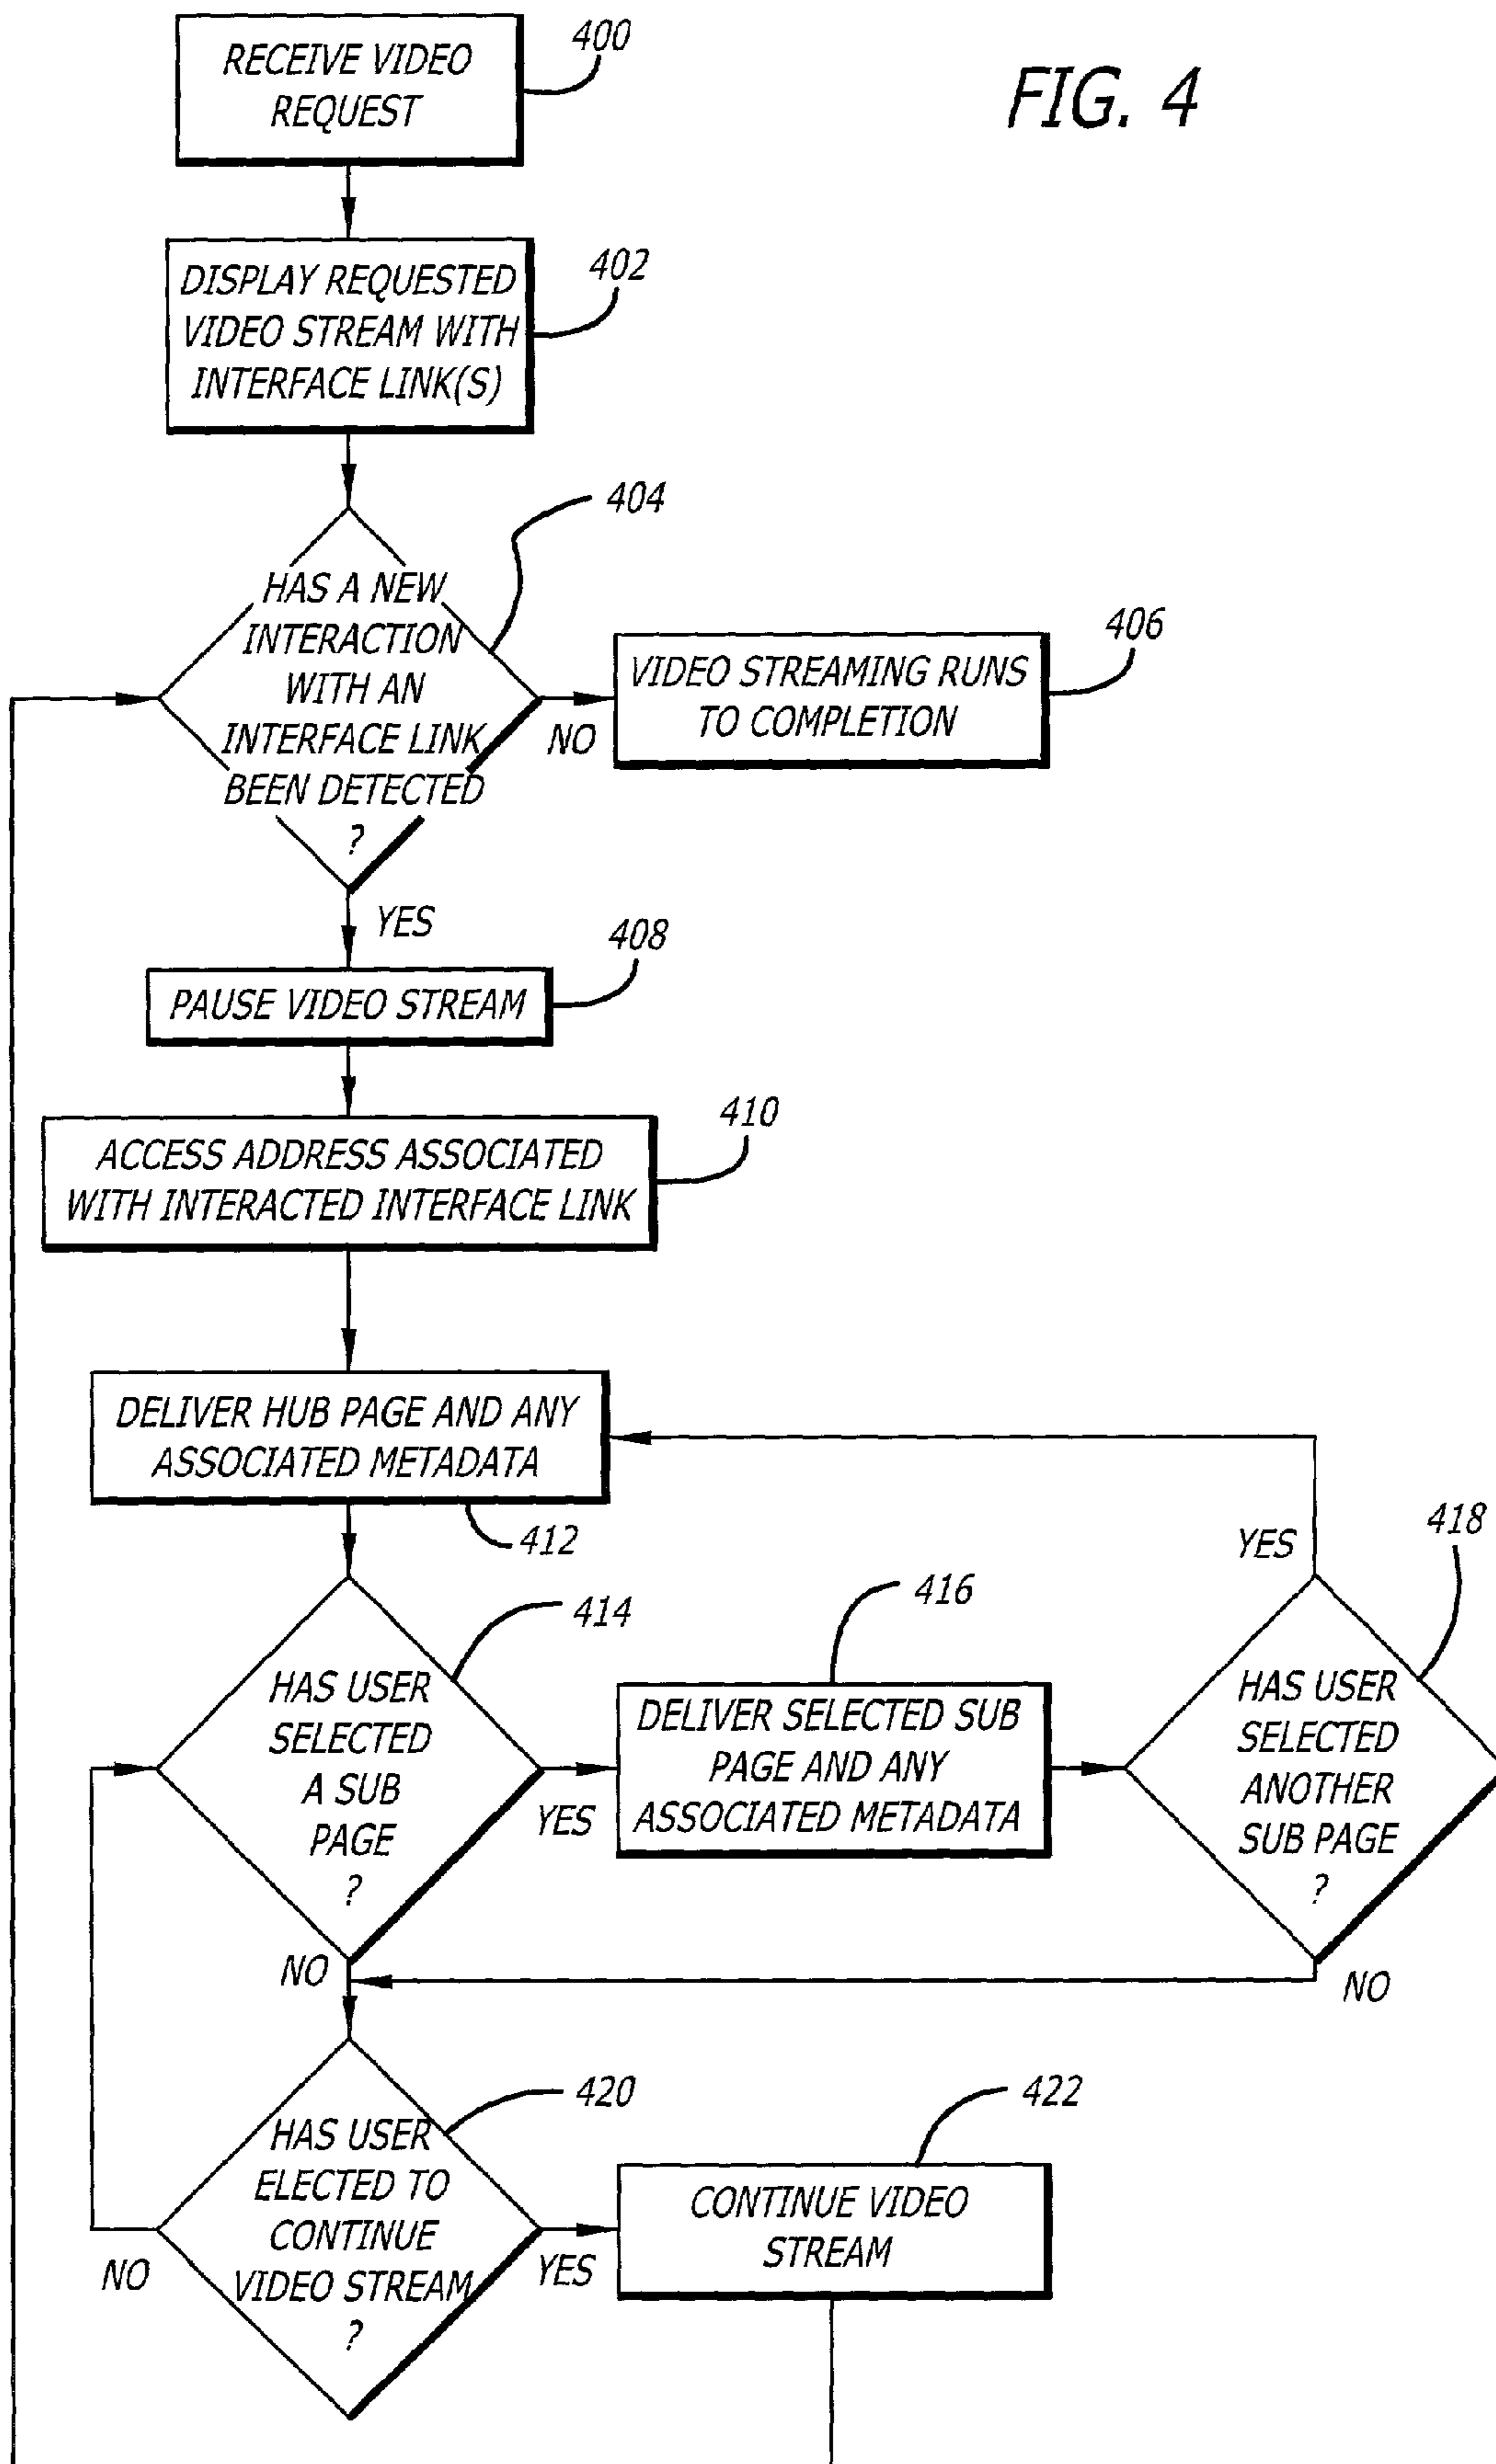 FIG. 4
400
RECEIVE VIDEO
REQUEST
402
DISPLAY REQUESTED
VIDEO STREAM WITH
INTERFACE LINK(S)
404
HAS A NEW
INTERACTION
WITH AN
INTERFACE LINK
BEEN DETECTED
?
NO
406
VIDEO STREAMING RUNS
TO COMPLETION
YES
408
PAUSE VIDEO STREAM
410
ACCESS ADDRESS ASSOCIATED
WITH INTERACTED INTERFACE LINK
DELIVER HUB PAGE AND ANY
ASSOCIATED METADATA
412
414
HAS USER
SELECTED
A SUB
PAGE
?
YES
416
DELIVER SELECTED SUB
PAGE AND ANY
ASSOCIATED METADATA
YES
418
HAS USER
SELECTED
ANOTHER
SUB PAGE
?
NO
NO
420
HAS USER
ELECTED TO
CONTINUE
VIDEO STREAM
?
NO
YES
422
CONTINUE VIDEO
STREAM